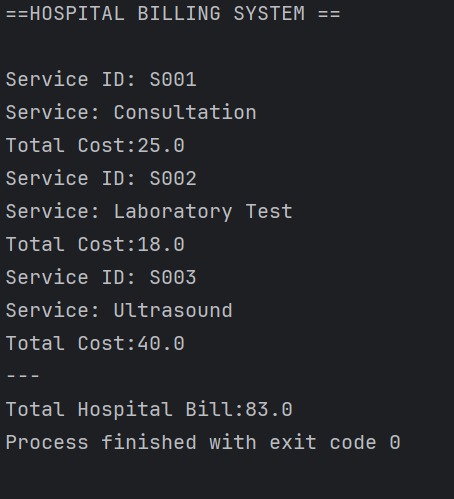 ==HOSPITAL BILLING SYSTEM ==
Service ID: S001
Service: Consultation
Total Cost:25.0
Service ID: S002
Service: Laboratory Test
Total Cost:18.0
Service ID: S003
Service: Ultrasound
Total Cost:40.0
---
Total Hospital Bill:83.0
Process finished with exit code 0